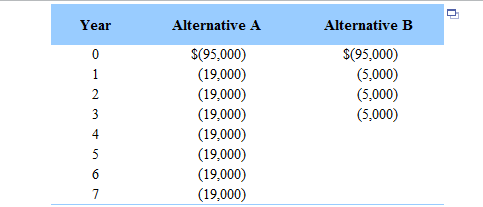 Year Alternative A Alternative B
0 $(95,000) $(95,000)
1 (19,000) (5,000)
2 (19,000) (5,000)
3 (19,000) (5,000)
4 (19,000)
5 (19,000)
6 (19,000)
7 (19,000)